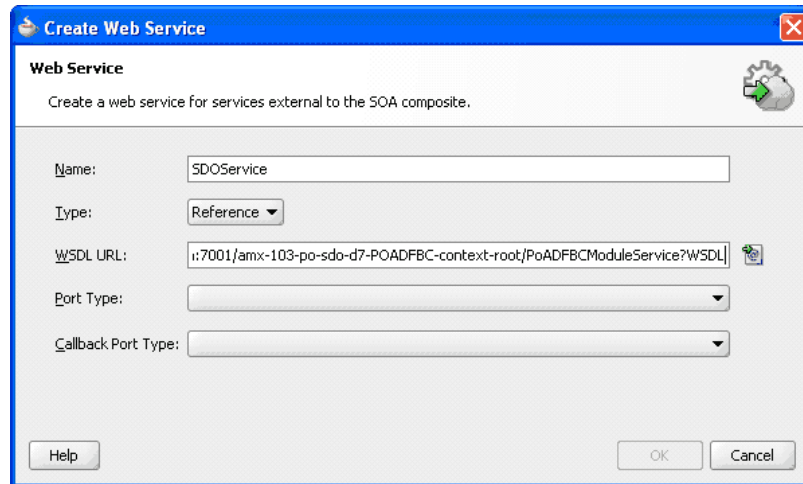 Create Web Service
Web Service
Create a web service for services external to the SOA composite.
Name: SDOService
Type: Reference
WSDL URL: :7001/amx-103-po-sdo-d7-POADFBC-context-root/PoADFBCModuleService?WSDL
Port Type:
Callback Port Type:
Help OK Cancel